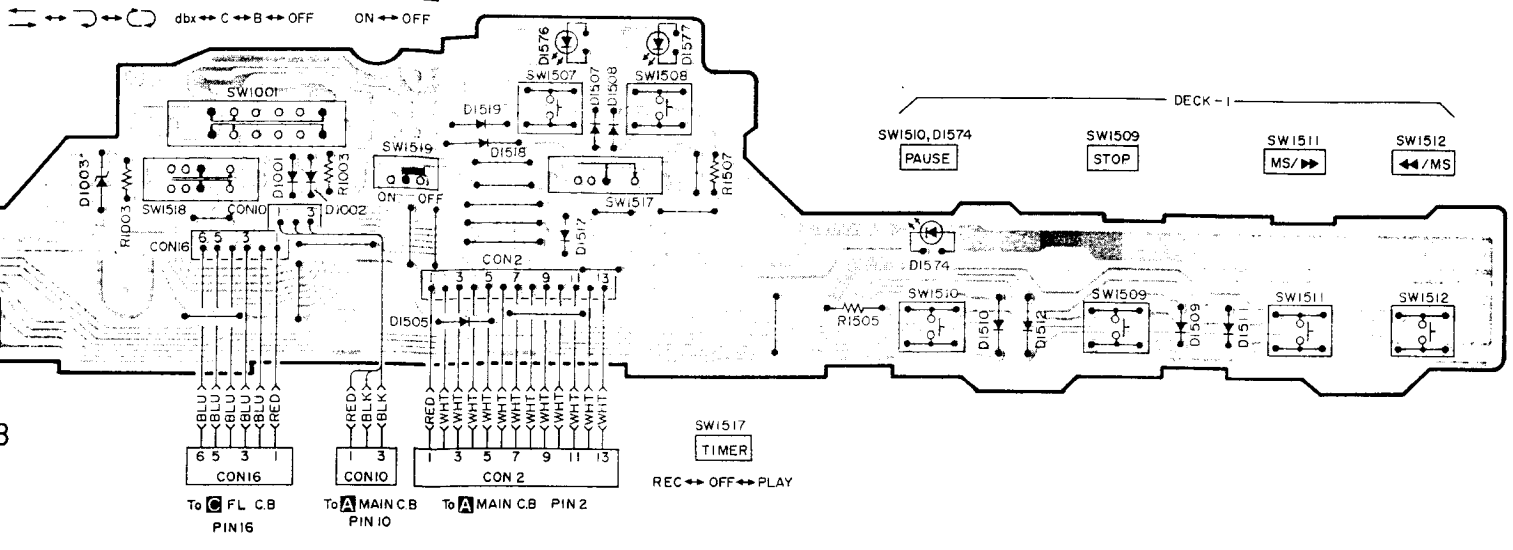 dbx ↔ C ↔ B ↔ OFF ON ↔ OFF
D1576
D1577
SW1507
D1507
D1508
SW1508
SW1001
D1519
D1518
SW1519
ON OFF
D1003
R1003
SW1518
D1001
R1003
D1002
CON10
1 3
CON16
6 5 3 1
SW1517
R1507
D1517
CON2
1 3 5 7 9 11 13
D1505
DECK-1
SW1510, D1574
PAUSE
SW1509
STOP
SW1511
MS/▶▶
SW1512
◀◀/MS
D1574
R1505
SW1510
D1510
D1512
SW1509
D1509
D1511
SW1511
SW1512
BLU BLU BLU BLU BLU RED
RED BLK BLK
RED WHT WHT WHT WHT WHT WHT WHT WHT WHT WHT WHT WHT
6 5 3 1
CON16
1 3
CON10
1 3 5 7 9 11 13
CON 2
To C FL C.B
PIN16
To A MAIN C.B
PIN 10
To A MAIN C.B PIN 2
SW1517
TIMER
REC ↔ OFF ↔ PLAY